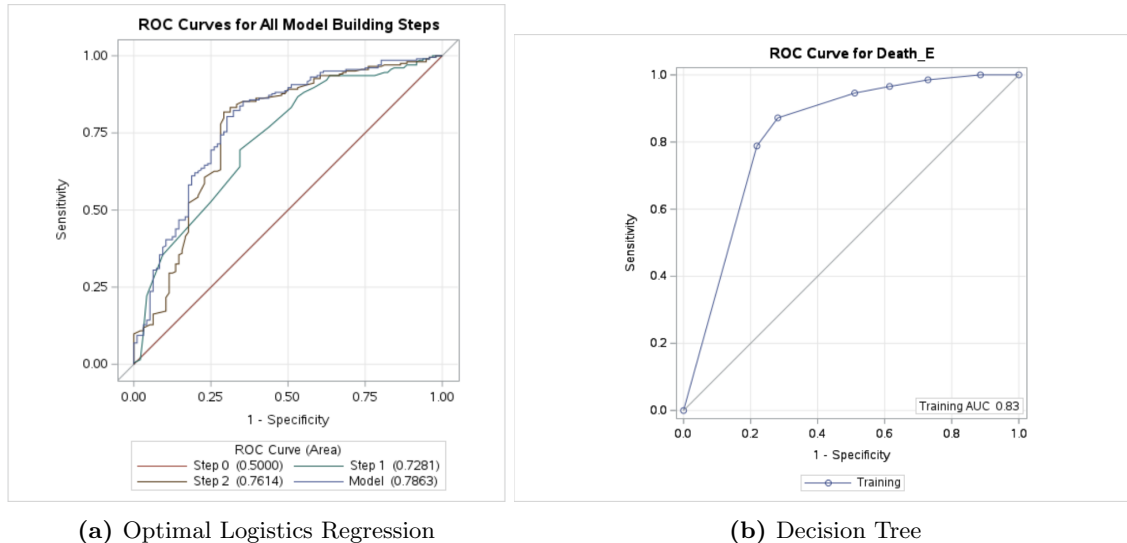 ROC Curves for All Model Building Steps
1.00
0.75
0.50
0.25
0.00
Sensitivity
0.00 0.25 0.50 0.75 1.00
1 - Specificity
ROC Curve (Area)
Step 0 (0.5000) Step 1 (0.7281)
Step 2 (0.7614) Model (0.7863)
(a) Optimal Logistics Regression
ROC Curve for Death_E
1.0
0.8
0.6
0.4
0.2
0.0
Sensitivity
Training AUC 0.83
0.0 0.2 0.4 0.6 0.8 1.0
1 - Specificity
Training
(b) Decision Tree